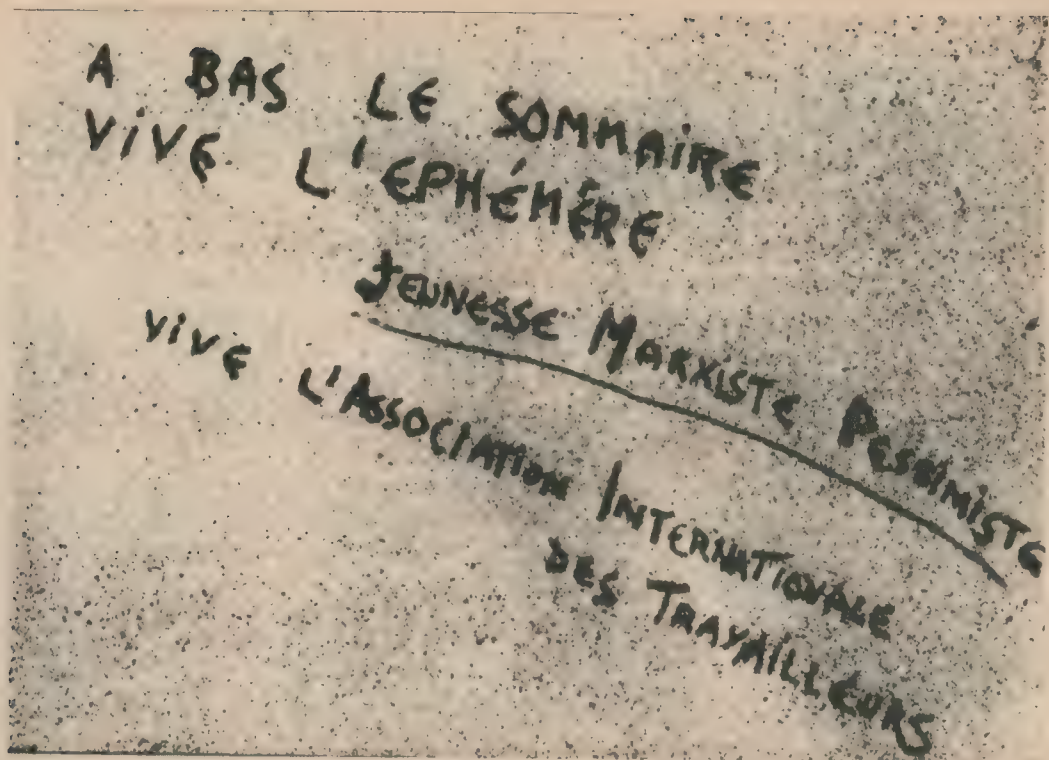 A BAS LE SOMMAIRE
ViVE L'EPHÉMÈRE
JEUNESSE MARXISTE PESSIMISTE
ViVE L'ASSOCIATION INTERNATIONALE
DES TRAVAILLEURS